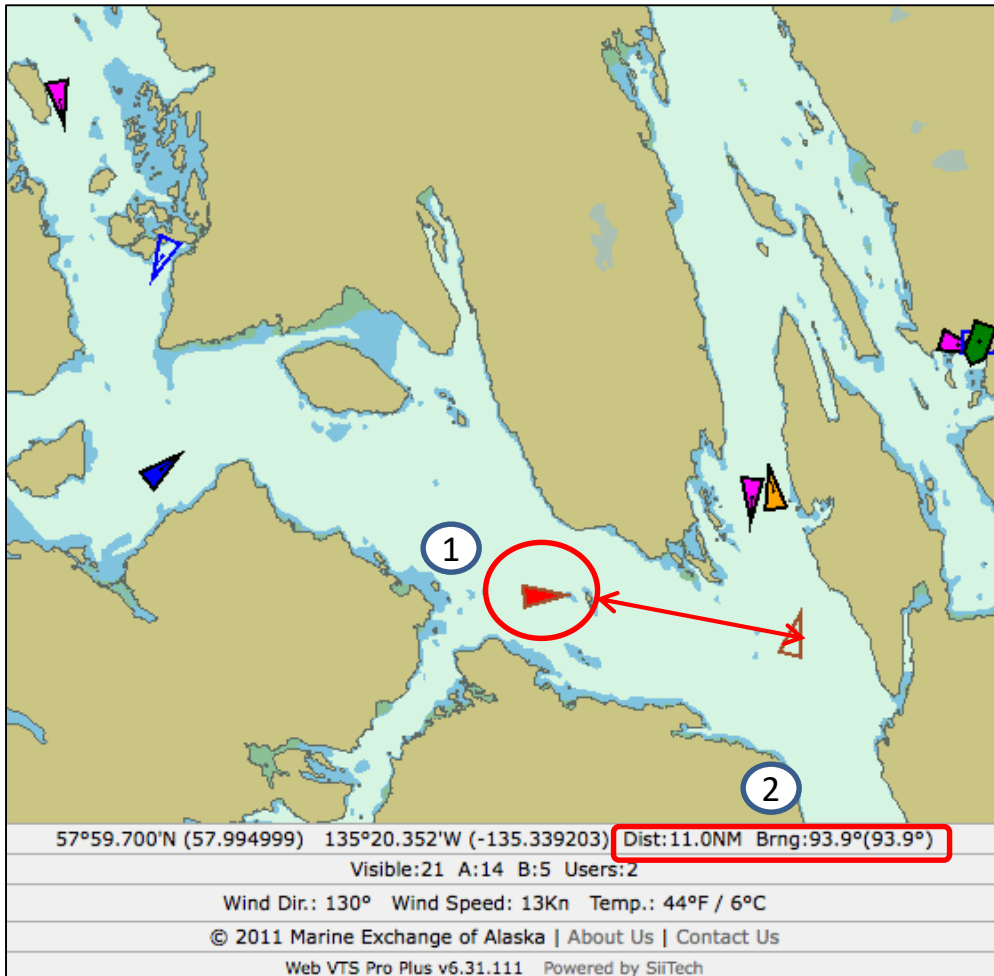 1
2
57°59.700'N (57.994999) 135°20.352'W (-135.339203) Dist:11.0NM Brng:93.9°(93.9°)
Visible:21 A:14 B:5 Users:2
Wind Dir.: 130° Wind Speed: 13Kn Temp.: 44°F / 6°C
© 2011 Marine Exchange of Alaska | About Us | Contact Us
Web VTS Pro Plus v6.31.111 Powered by SiiTech